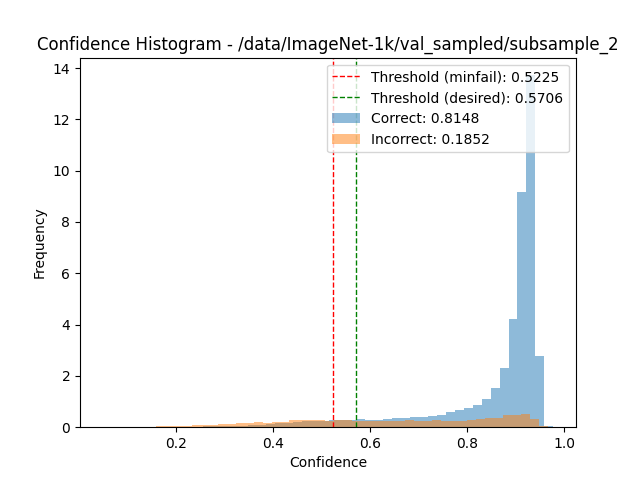 Confidence Histogram - /data/ImageNet-1k/val_sampled/subsample_2
Threshold (minfail): 0.5225
Threshold (desired): 0.5706
Correct: 0.8148
Incorrect: 0.1852
14
12
10
8
6
4
2
0
Frequency
0.2 0.4 0.6 0.8 1.0
Confidence